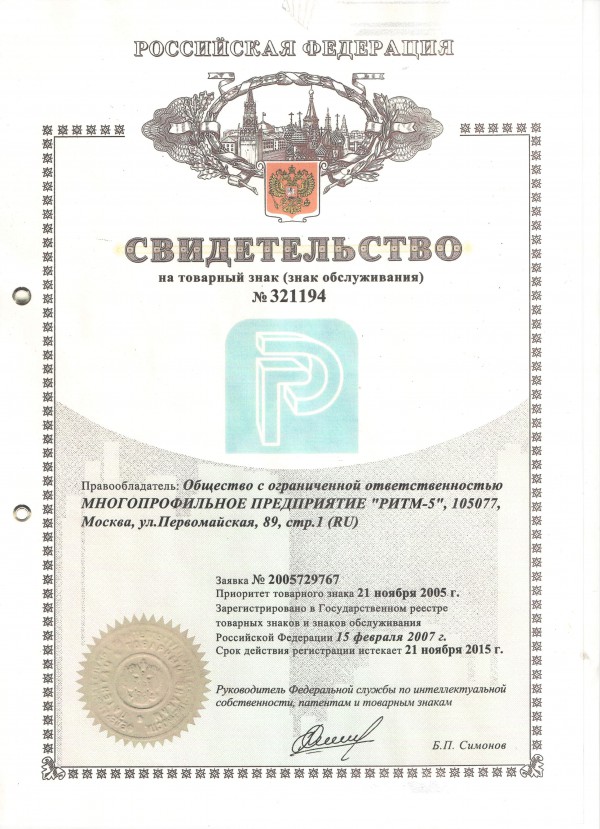 РОССИЙСКАЯ ФЕДЕРАЦИЯ
СВИДЕТЕЛЬСТВО
на товарный знак (знак обслуживания)
№ 321194
Правообладатель: Общество с ограниченной ответственностью
МНОГОПРОФИЛЬНОЕ ПРЕДПРИЯТИЕ "РИТМ-5", 105077,
Москва, ул.Первомайская, 89, стр.1 (RU)
Заявка № 2005729767
Приоритет товарного знака 21 ноября 2005 г.
Зарегистрировано в Государственном реестре
товарных знаков и знаков обслуживания
Российской Федерации 15 февраля 2007 г.
Срок действия регистрации истекает 21 ноября 2015 г.
Руководитель Федеральной службы по интеллектуальной
собственности, патентам и товарным знакам
Б.П. Симонов